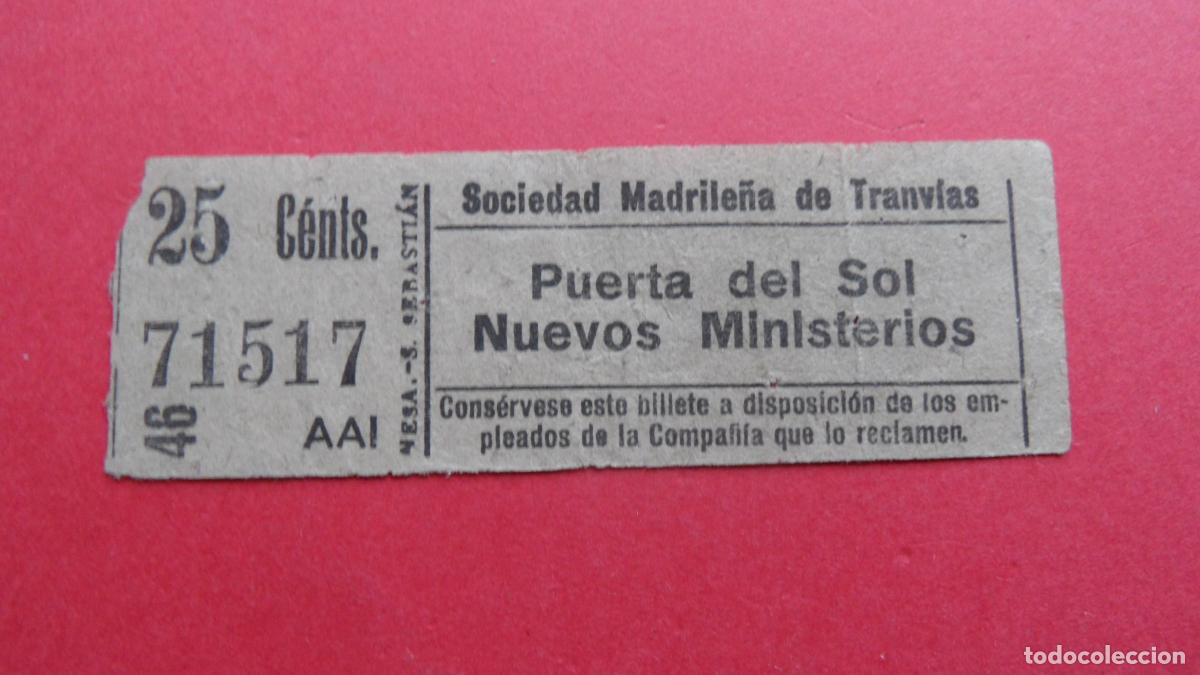 25 Cénts.
71517
46
AAI
MESA.-S. SEBASTIÁN
Sociedad Madrileña de Tranvías
Puerta del Sol
Nuevos Ministerios
Consérvese este billete a disposición de los em-
pleados de la Compañía que lo reclamen.
todocoleccion